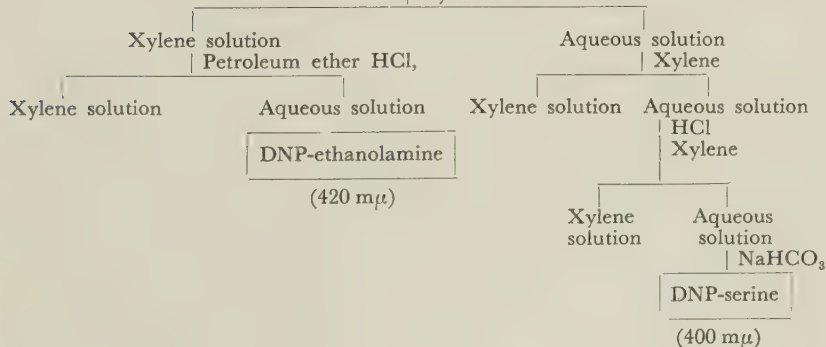 Xylene solution Aqueous solution
Petroleum ether HCl, Xylene
Xylene solution Aqueous solution Xylene solution Aqueous solution
HCl
DNP-ethanolamine Xylene
(420 mμ)
Xylene Aqueous
solution solution
NaHCO₃
DNP-serine
(400 mμ)